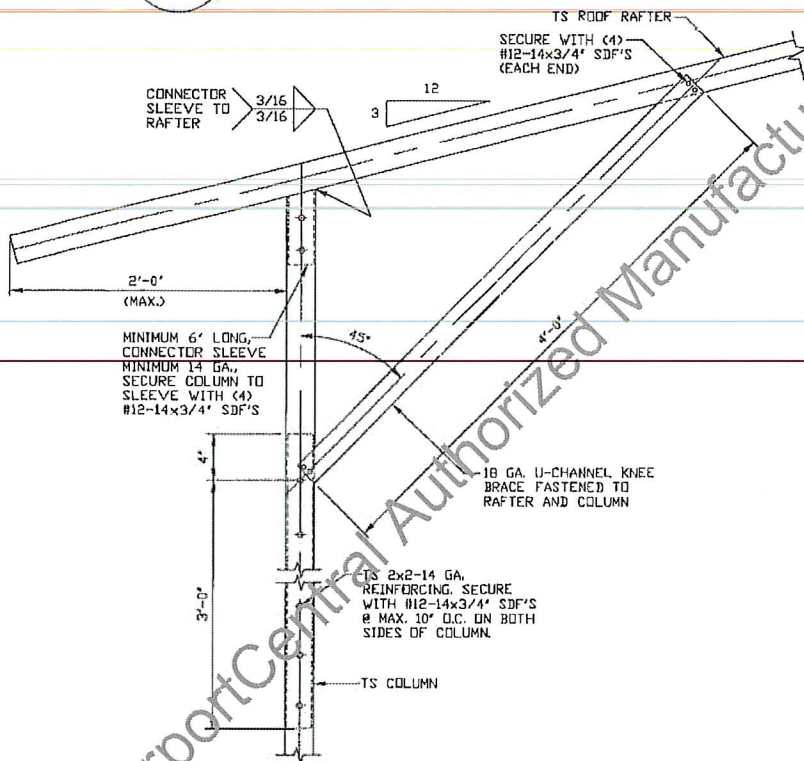 TS ROOF RAFTER
SECURE WITH (4)
#12-14x3/4" SDF'S
(EACH END)
CONNECTOR
SLEEVE TO
RAFTER
3/16
3/16
12
3
2'-0"
(MAX.)
MINIMUM 6" LONG,
CONNECTOR SLEEVE
MINIMUM 14 GA.,
SECURE COLUMN TO
SLEEVE WITH (4)
#12-14x3/4" SDF'S
45°
4'-0"
4"
18 GA. U-CHANNEL KNEE
BRACE FASTENED TO
RAFTER AND COLUMN
3'-0"
TS 2x2-14 GA.
REINFORCING. SECURE
WITH #12-14x3/4" SDF'S
@ MAX. 10" O.C. ON BOTH
SIDES OF COLUMN.
TS COLUMN
Authorized